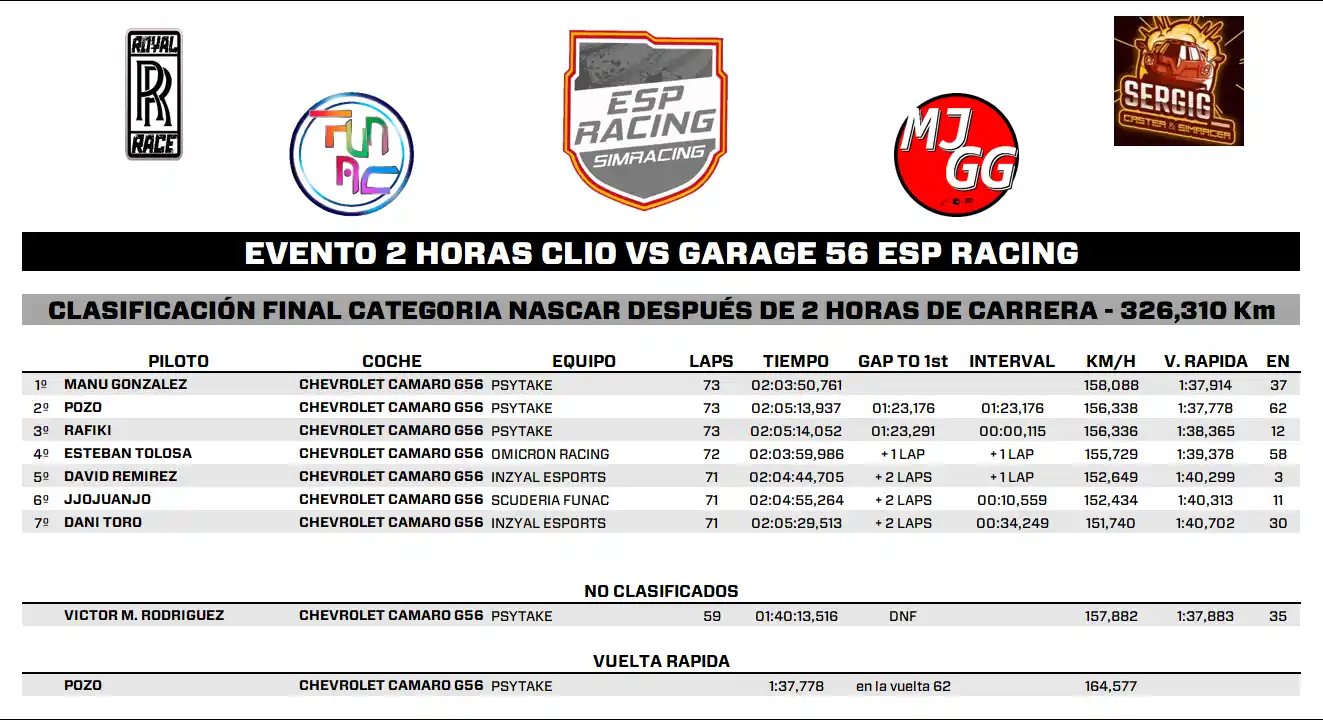 ROYAL
RR
RACE
FUN
AC
ESP
RACING
SIMRACING
MJ
GG
SERGIG
CASTER & SIMRACER
EVENTO 2 HORAS CLIO VS GARAGE 56 ESP RACING
CLASIFICACIÓN FINAL CATEGORIA NASCAR DESPUÉS DE 2 HORAS DE CARRERA - 326,310 Km
PILOTO COCHE EQUIPO LAPS TIEMPO GAP TO 1st INTERVAL KM/H V. RAPIDA EN
1º MANU GONZALEZ CHEVROLET CAMARO G56 PSYTAKE 73 02:03:50,761 158,088 1:37,914 37
2º POZO CHEVROLET CAMARO G56 PSYTAKE 73 02:05:13,937 01:23,176 01:23,176 156,338 1:37,778 62
3º RAFIKI CHEVROLET CAMARO G56 PSYTAKE 73 02:05:14,052 01:23,291 00:00,115 156,336 1:38,365 12
4º ESTEBAN TOLOSA CHEVROLET CAMARO G56 OMICRON RACING 72 02:03:59,986 + 1 LAP + 1 LAP 155,729 1:39,378 58
5º DAVID REMIREZ CHEVROLET CAMARO G56 INZYAL ESPORTS 71 02:04:44,705 + 2 LAPS + 1 LAP 152,649 1:40,299 3
6º JJOJUANJO CHEVROLET CAMARO G56 SCUDERIA FUNAC 71 02:04:55,264 + 2 LAPS 00:10,559 152,434 1:40,313 11
7º DANI TORO CHEVROLET CAMARO G56 INZYAL ESPORTS 71 02:05:29,513 + 2 LAPS 00:34,249 151,740 1:40,702 30
NO CLASIFICADOS
VICTOR M. RODRIGUEZ CHEVROLET CAMARO G56 PSYTAKE 59 01:40:13,516 DNF 157,882 1:37,883 35
VUELTA RAPIDA
POZO CHEVROLET CAMARO G56 PSYTAKE 1:37,778 en la vuelta 62 164,577